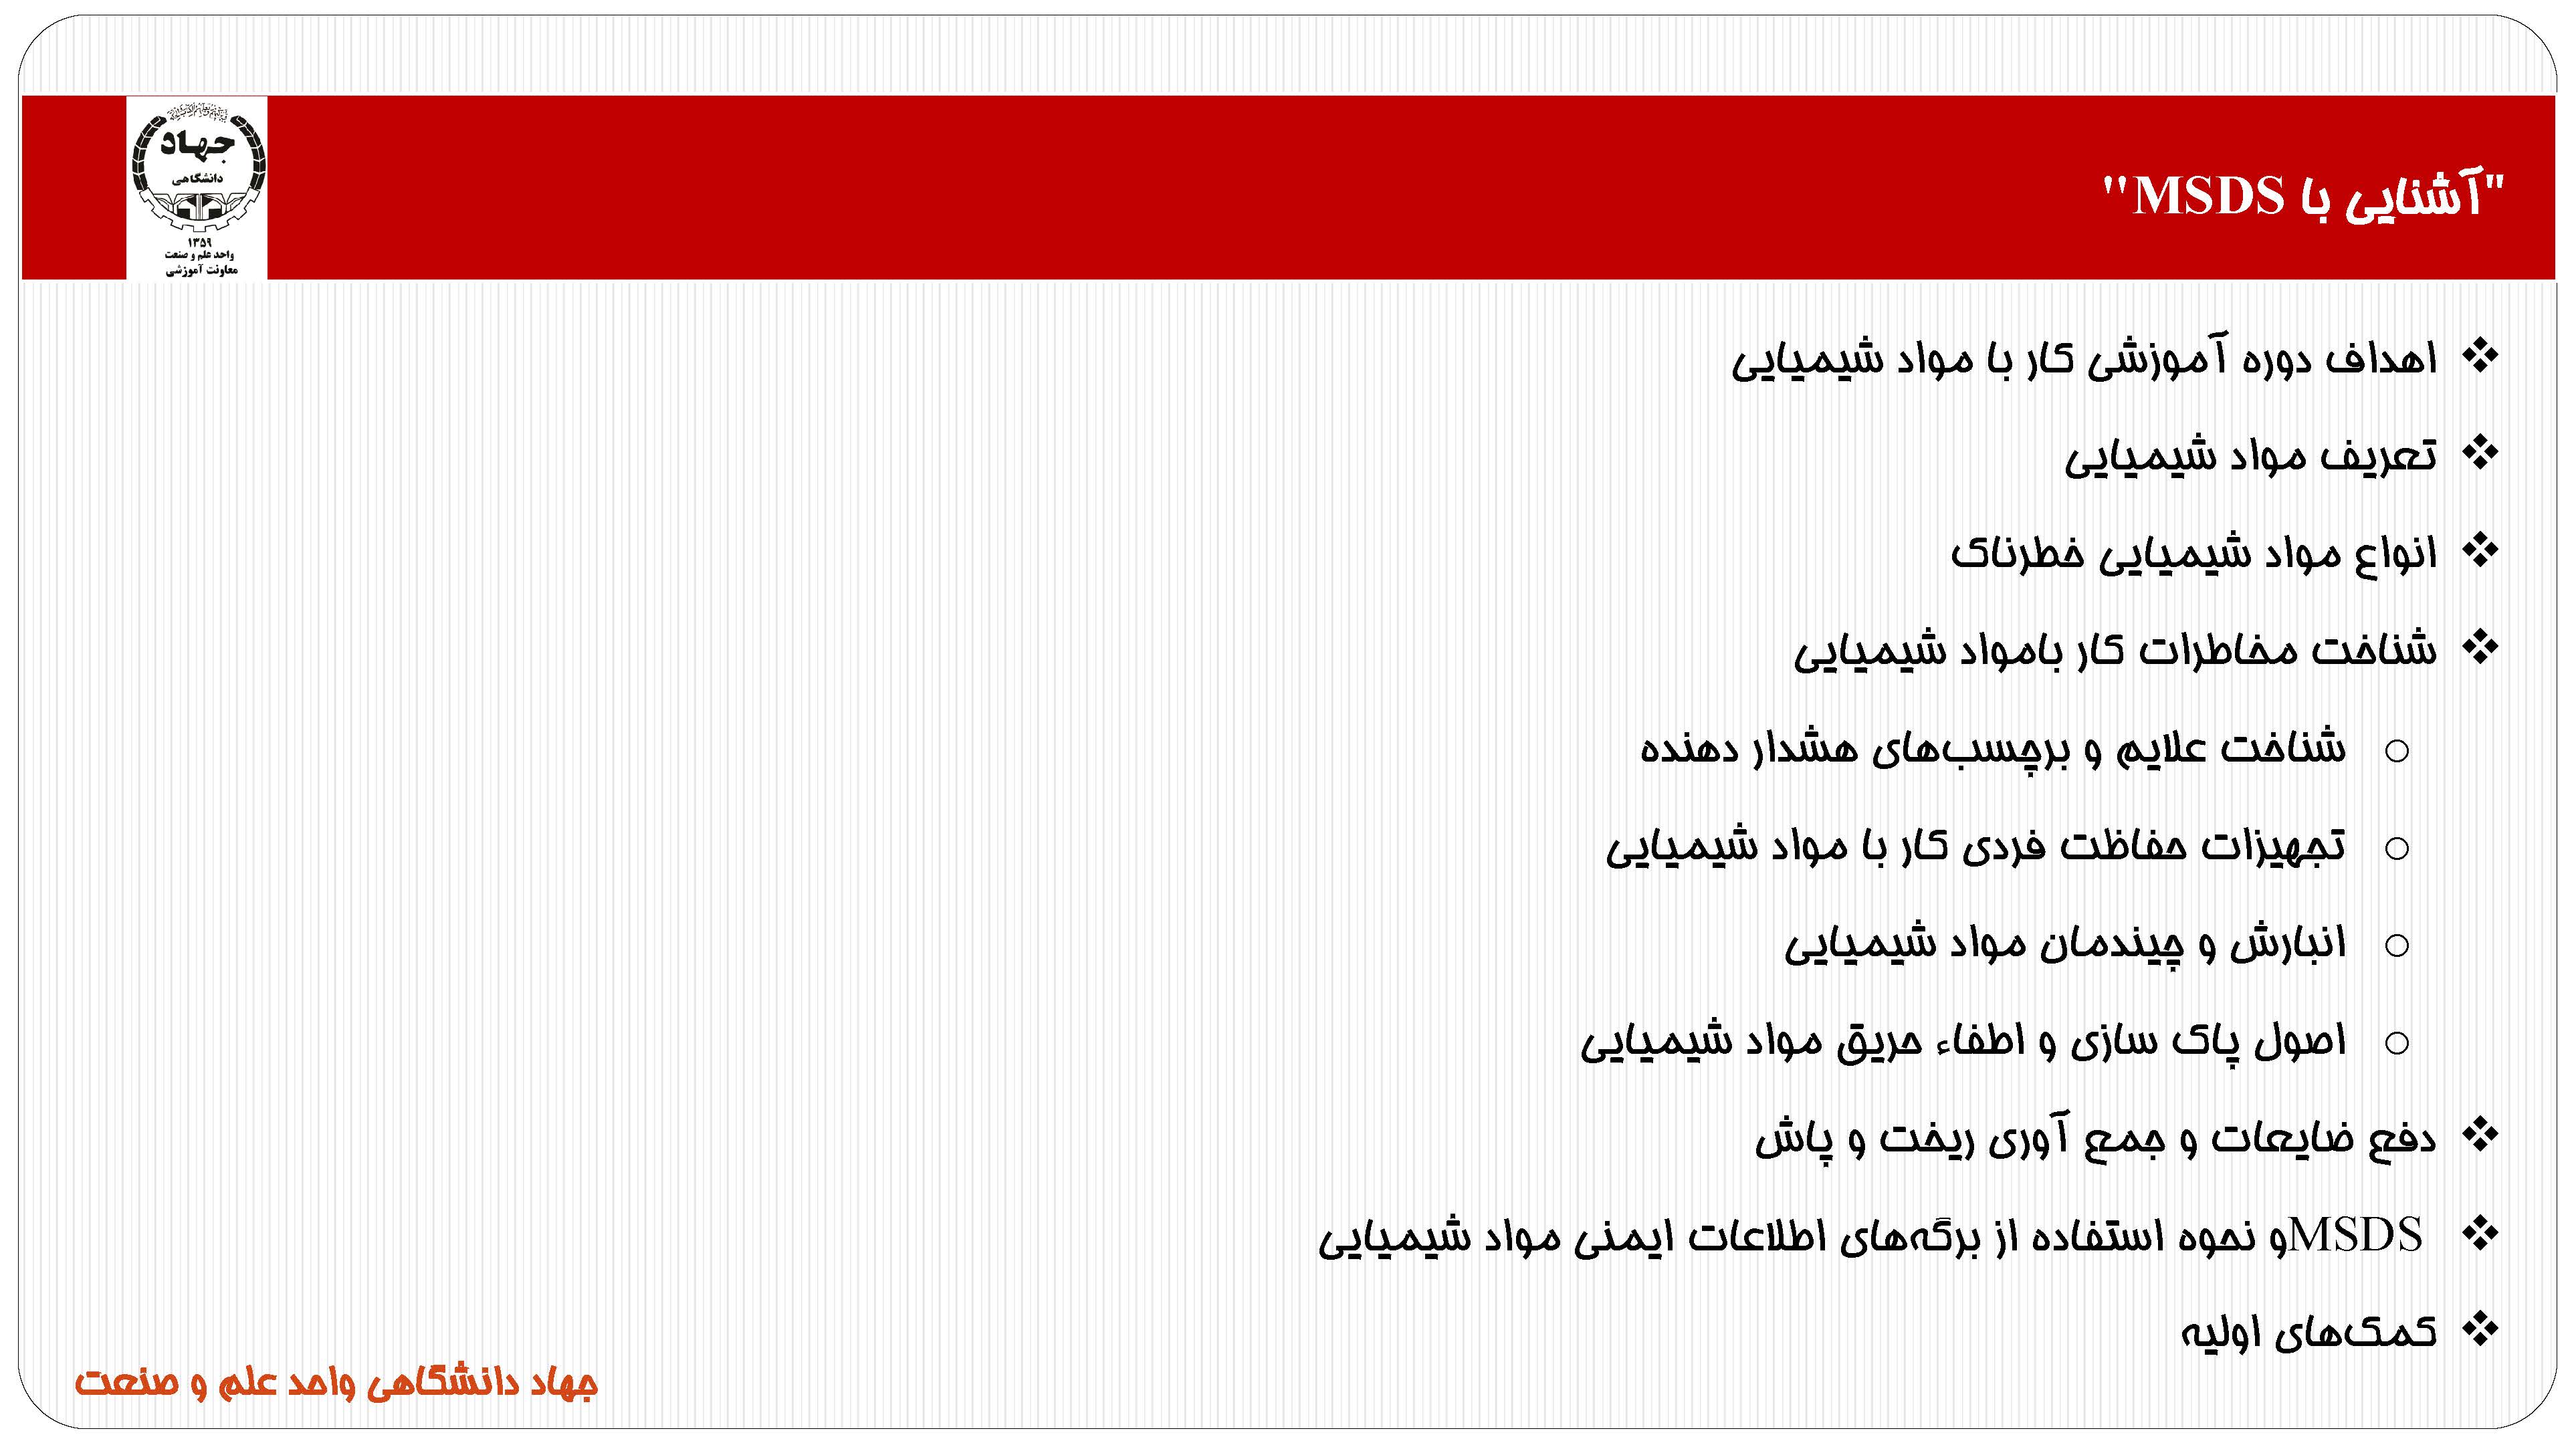 جهاد
دانشگاهی
۱۳۵۹
واحد علم و صنعت
معاونت آموزشی
"آشنایی با MSDS"
❖ اهداف دوره آموزشی کار با مواد شیمیایی
❖ تعریف مواد شیمیایی
❖ انواع مواد شیمیایی خطرناک
❖ شناخت مخاطرات کار بامواد شیمیایی
○ شناخت علایم و برچسب‌های هشدار دهنده
○ تجهیزات حفاظت فردی کار با مواد شیمیایی
○ انبارش و چیندمان مواد شیمیایی
○ اصول پاک سازی و اطفاء حریق مواد شیمیایی
❖ دفع ضایعات و جمع آوری ریخت و پاش
❖ MSDSو نحوه استفاده از برگه‌های اطلاعات ایمنی مواد شیمیایی
❖ کمک‌های اولیه
جهاد دانشگاهی واحد علم و صنعت